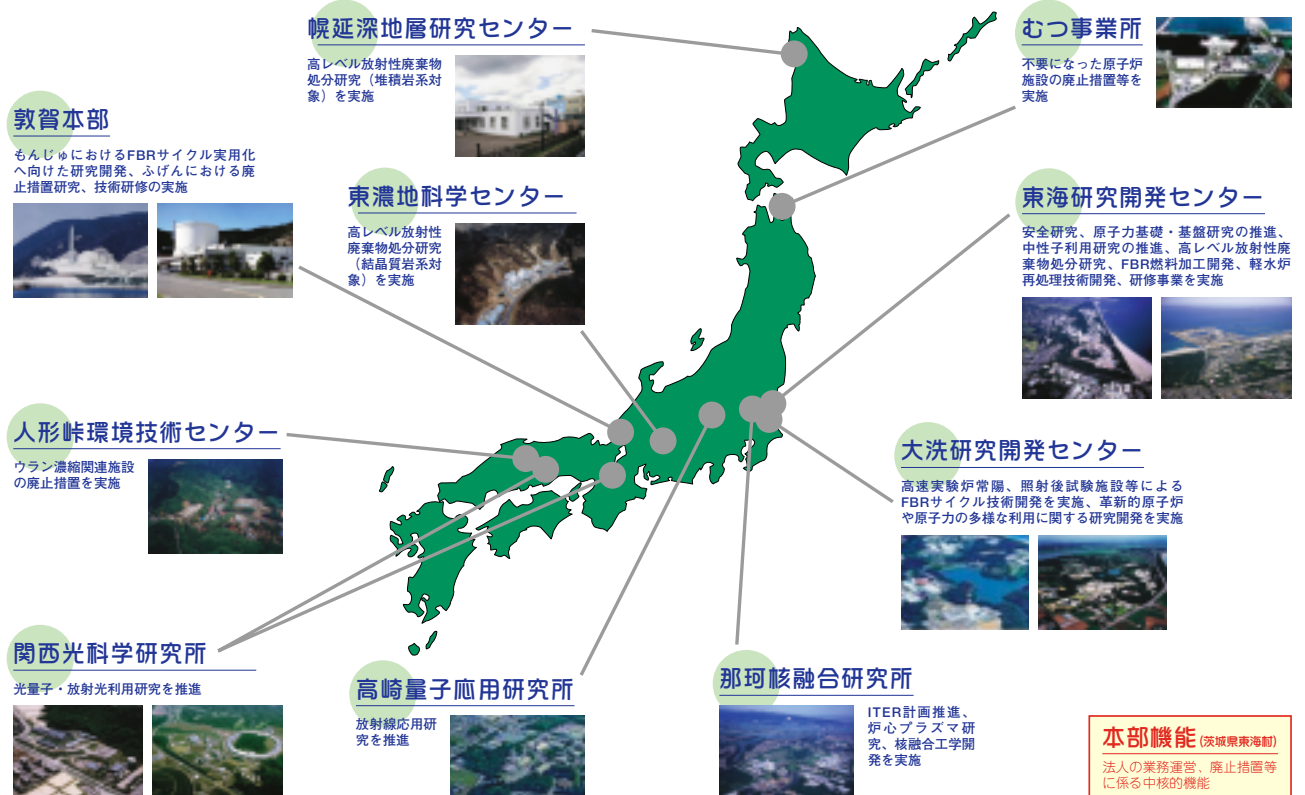 幌延深地層研究センター
高レベル放射性廃棄物
処分研究（堆積岩系対
象）を実施
むつ事業所
不要になった原子炉
施設の廃止措置等を
実施
敦賀本部
もんじゅにおけるFBRサイクル実用化
へ向けた研究開発、ふげんにおける廃
止措置研究、技術研修の実施
東濃地科学センター
高レベル放射性
廃棄物処分研究
（結晶質岩系対
象）を実施
東海研究開発センター
安全研究、原子力基礎・基盤研究の推進、
中性子利用研究の推進、高レベル放射性廃
棄物処分研究、FBR燃料加工開発、軽水炉
再処理技術開発、研修事業を実施
人形峠環境技術センター
ウラン濃縮関連施設
の廃止措置を実施
大洗研究開発センター
高速実験炉常陽、照射後試験施設等による
FBRサイクル技術開発を実施、革新的原子炉
や原子力の多様な利用に関する研究開発を実施
関西光科学研究所
光量子・放射光利用研究を推進
高崎量子応用研究所
放射線応用研
究を推進
那珂核融合研究所
ITER計画推進、
炉心プラズマ研
究、核融合工学開
発を実施
本部機能（茨城県東海村）
法人の業務運営、廃止措置等
に係る中核的機能